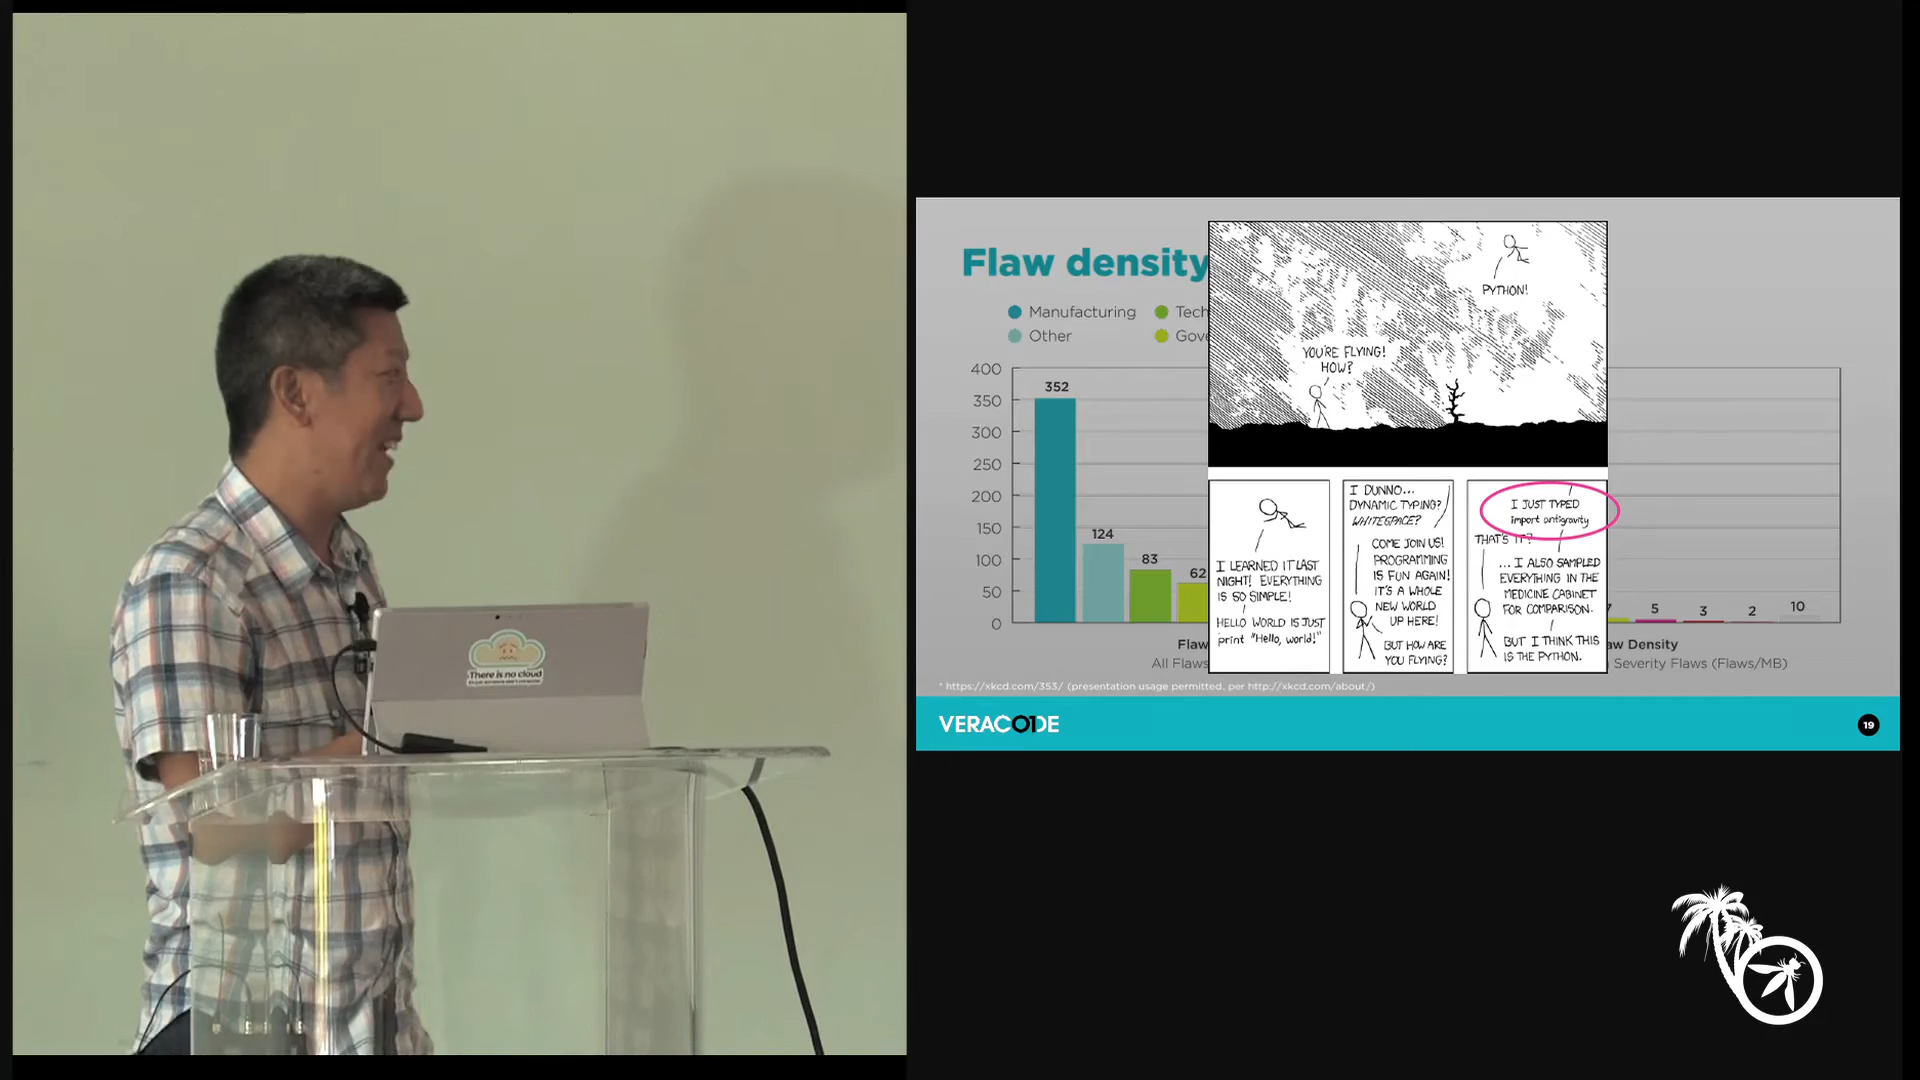 There is no cloud
Flaw density
Manufacturing
Tech
Other
Gove
400
350
300
250
200
150
100
50
0
352
124
83
62
7
5
3
2
10
Flaw
All Flaws
aw Density
Severity Flaws (Flaws/MB)
YOU'RE FLYING!
HOW?
PYTHON!
I LEARNED IT LAST
NIGHT! EVERYTHING
IS SO SIMPLE!
HELLO WORLD IS JUST
print "Hello, world!"
I DUNNO...
DYNAMIC TYPING?
WHITESPACE?
COME JOIN US!
PROGRAMMING
IS FUN AGAIN!
IT'S A WHOLE
NEW WORLD
UP HERE!
BUT HOW ARE
YOU FLYING?
I JUST TYPED
import antigravity
THAT'S IT?
... I ALSO SAMPLED
EVERYTHING IN THE
MEDICINE CABINET
FOR COMPARISON.
BUT I THINK THIS
IS THE PYTHON.
* https://xkcd.com/353/ (presentation usage permitted, per http://xkcd.com/about/)
VERACODE
19